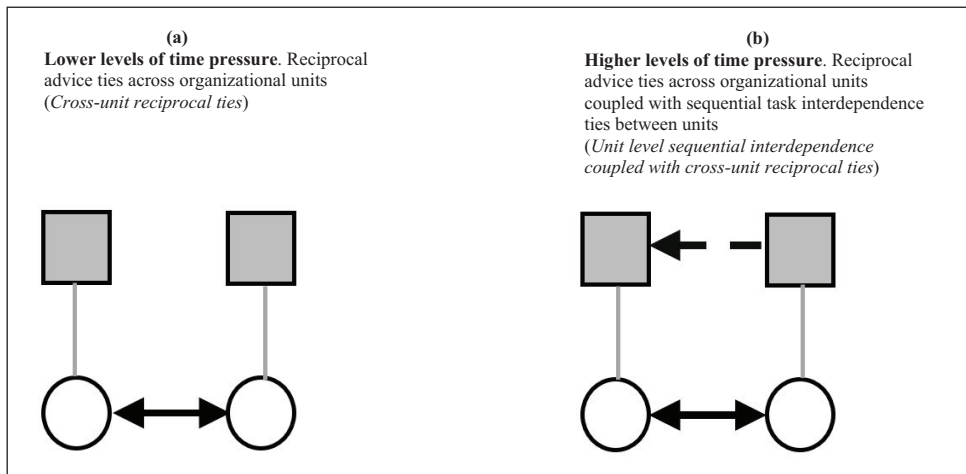 (a)
Lower levels of time pressure. Reciprocal
advice ties across organizational units
(Cross-unit reciprocal ties)
(b)
Higher levels of time pressure. Reciprocal
advice ties across organizational units
coupled with sequential task interdependence
ties between units
(Unit level sequential interdependence
coupled with cross-unit reciprocal ties)